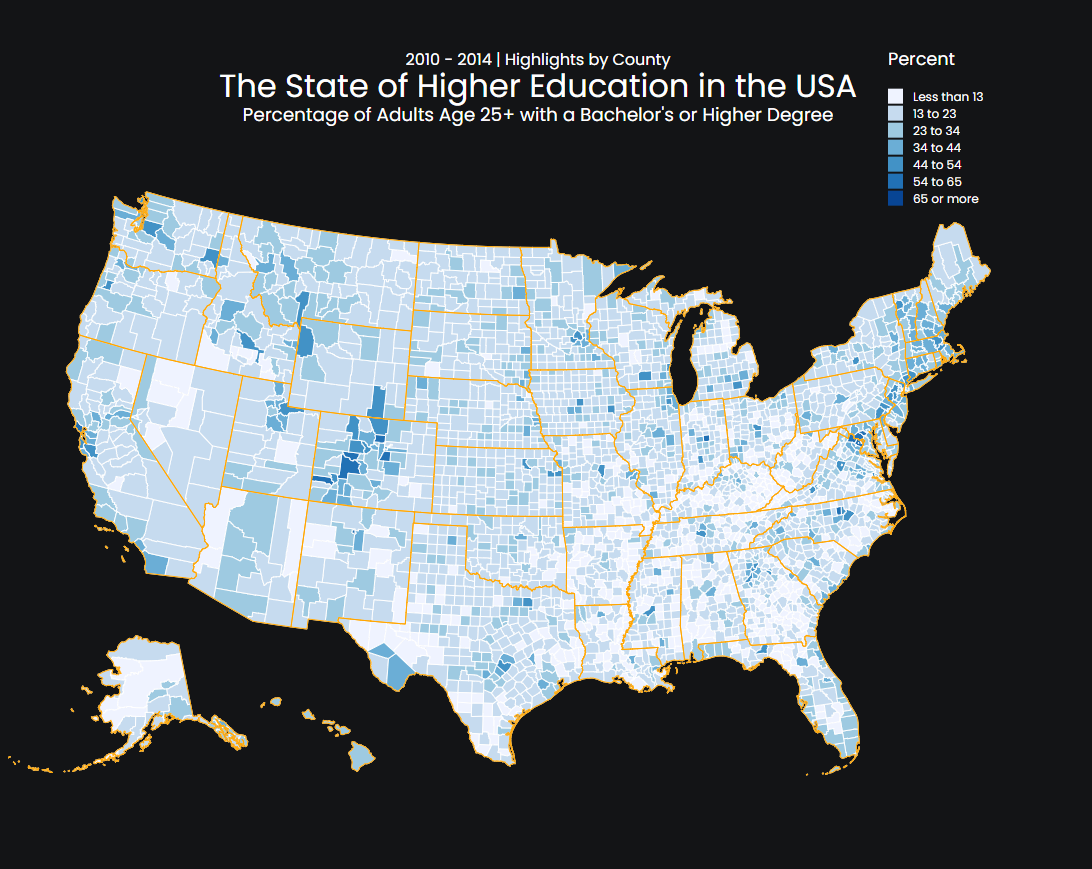 2010 - 2014 | Highlights by County
The State of Higher Education in the USA
Percentage of Adults Age 25+ with a Bachelor's or Higher Degree
Percent
Less than 13
13 to 23
23 to 34
34 to 44
44 to 54
54 to 65
65 or more